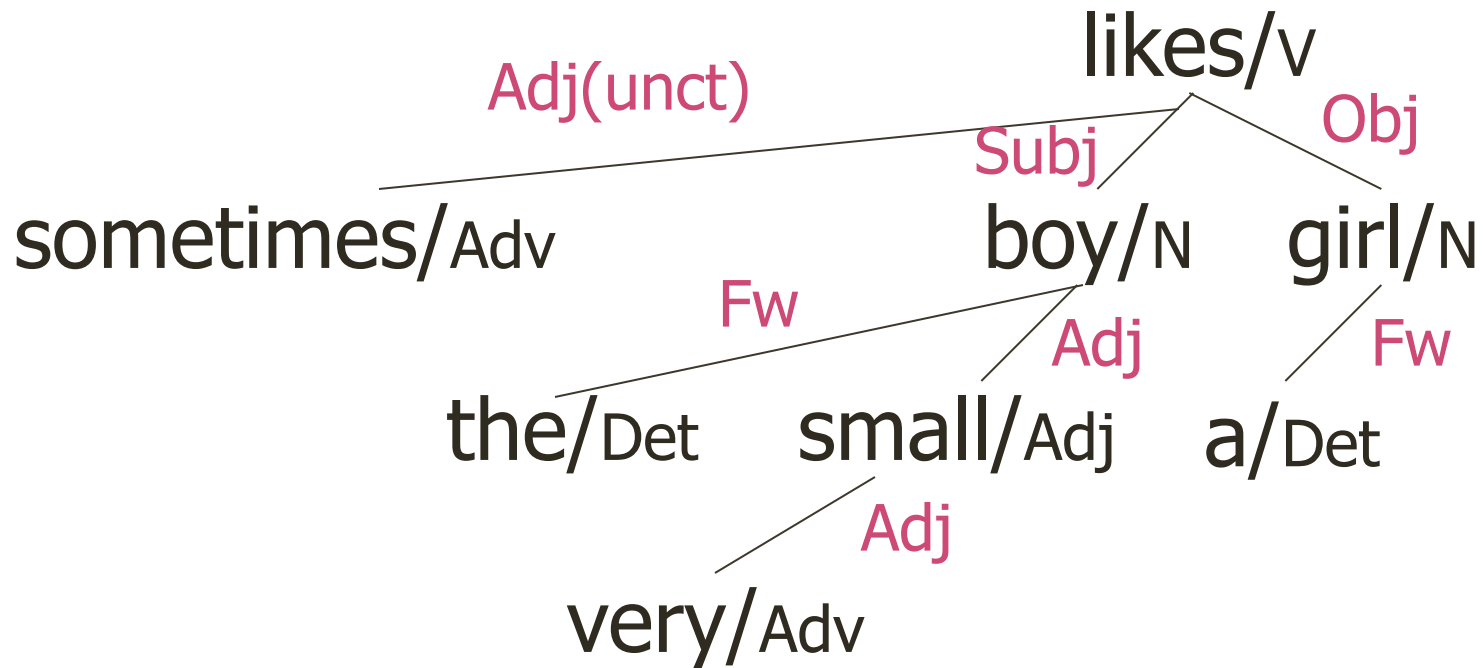 likes/V
Adj(unct)
Subj
Obj
sometimes/Adv
boy/N
girl/N
Fw
Adj
Fw
the/Det
small/Adj
a/Det
Adj
very/Adv